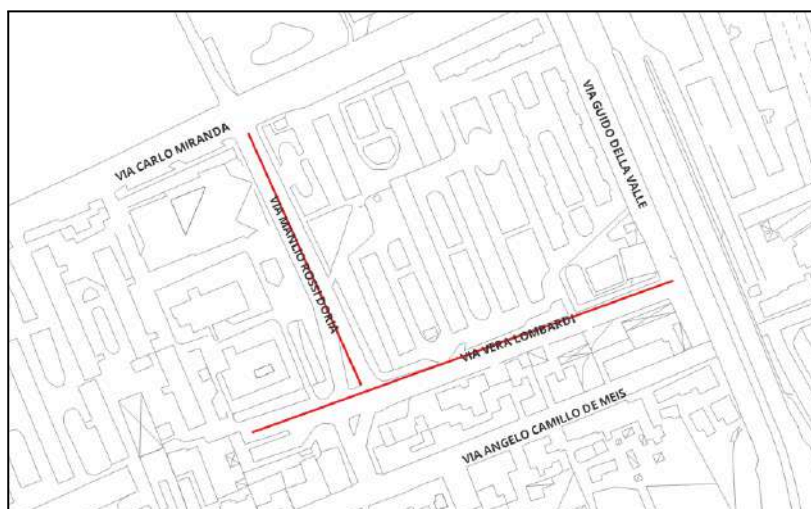 VIA CARLO MIRANDA
VIA GUIDO DELLA VALLE
VIA MANLIO ROSSI DORIA
VIA VERA LOMBARDI
VIA ANGELO CAMILLO DE MEIS